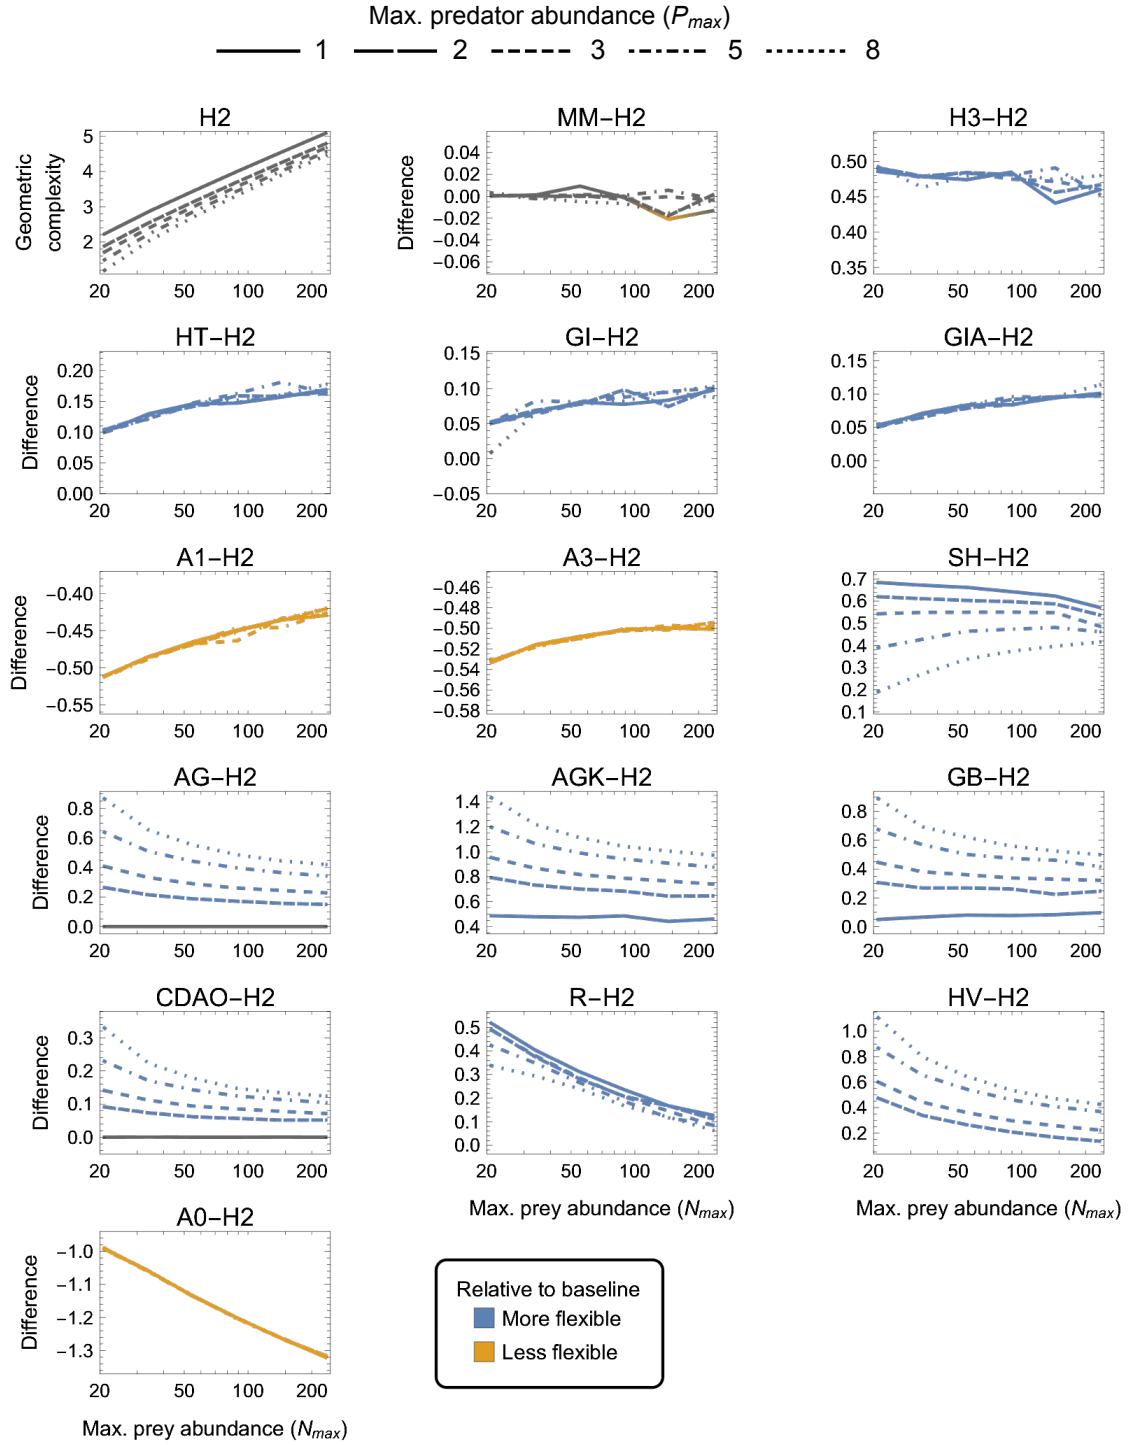 Max. predator abundance (Pmax)
1 2 3 5 8
H2 MM−H2 H3−H2
Geometric complexity
5
4
3
2
20 50 100 200
Difference
0.04
0.02
0.00
−0.02
−0.04
−0.06
20 50 100 200
0.50
0.45
0.40
0.35
20 50 100 200
HT−H2 GI−H2 GIA−H2
Difference
0.20
0.15
0.10
0.05
0.00
20 50 100 200
0.15
0.10
0.05
0.00
−0.05
20 50 100 200
0.15
0.10
0.05
0.00
20 50 100 200
A1−H2 A3−H2 SH−H2
Difference
−0.40
−0.45
−0.50
−0.55
20 50 100 200
−0.46
−0.48
−0.50
−0.52
−0.54
−0.56
−0.58
20 50 100 200
0.7
0.6
0.5
0.4
0.3
0.2
0.1
20 50 100 200
AG−H2 AGK−H2 GB−H2
Difference
0.8
0.6
0.4
0.2
0.0
20 50 100 200
1.4
1.2
1.0
0.8
0.6
0.4
20 50 100 200
0.8
0.6
0.4
0.2
0.0
20 50 100 200
CDAO−H2 R−H2 HV−H2
Difference
0.3
0.2
0.1
0.0
20 50 100 200
0.5
0.4
0.3
0.2
0.1
0.0
20 50 100 200
Max. prey abundance (Nmax)
1.0
0.8
0.6
0.4
0.2
20 50 100 200
Max. prey abundance (Nmax)
A0−H2
Difference
−1.0
−1.1
−1.2
−1.3
20 50 100 200
Max. prey abundance (Nmax)
Relative to baseline
More flexible
Less flexible